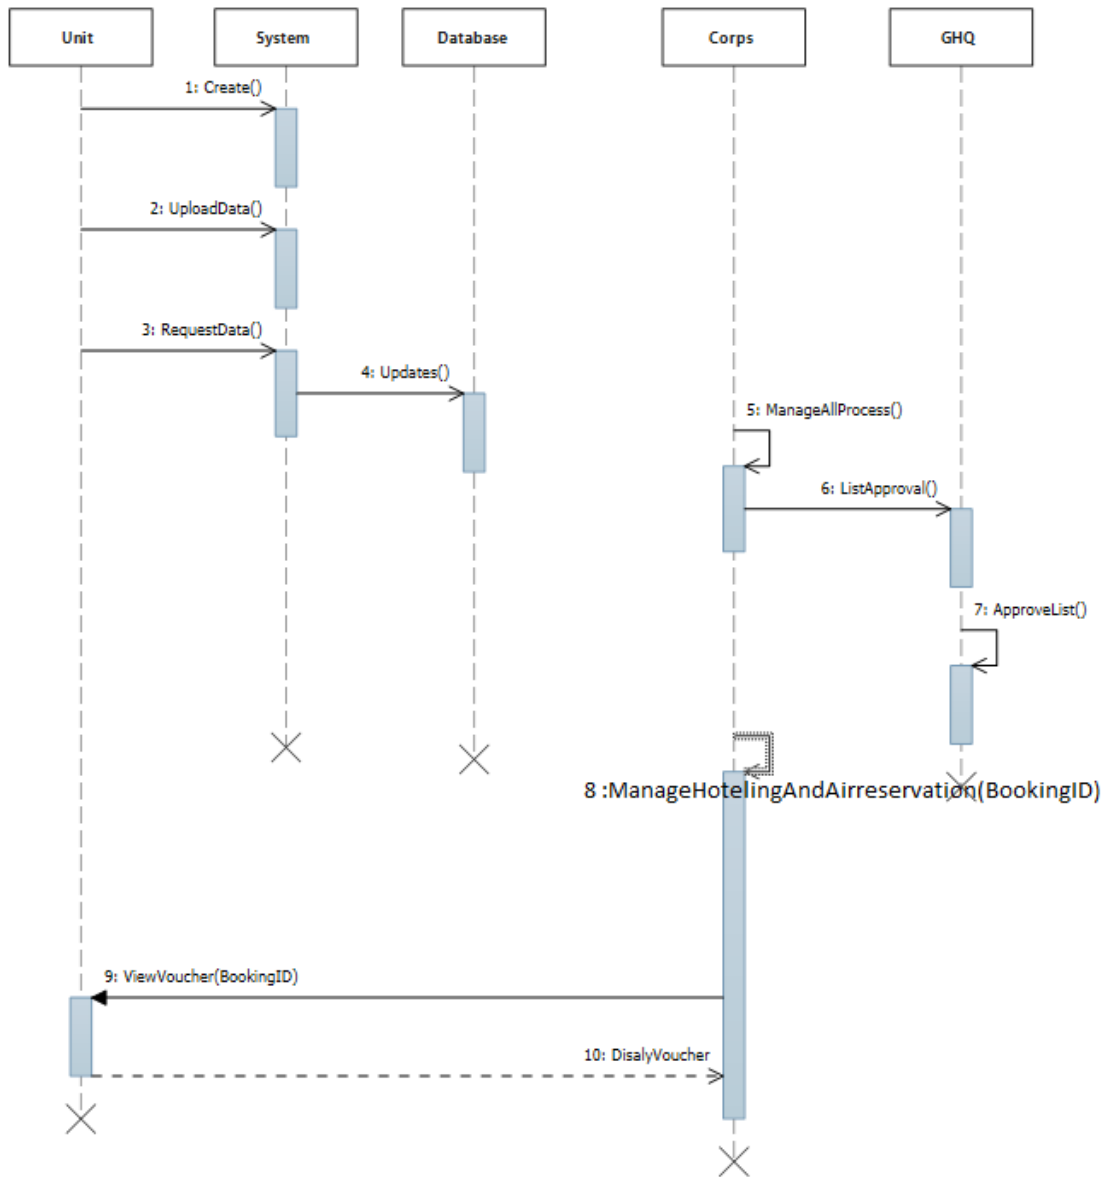 Unit
System
Database
Corps
GHQ
1: Create()
2: UploadData()
3: RequestData()
4: Updates()
5: ManageAllProcess()
6: ListApproval()
7: ApproveList()
8 :ManageHotelingAndAirreservation(BookingID)
9: ViewVoucher(BookingID)
10: DisalyVoucher